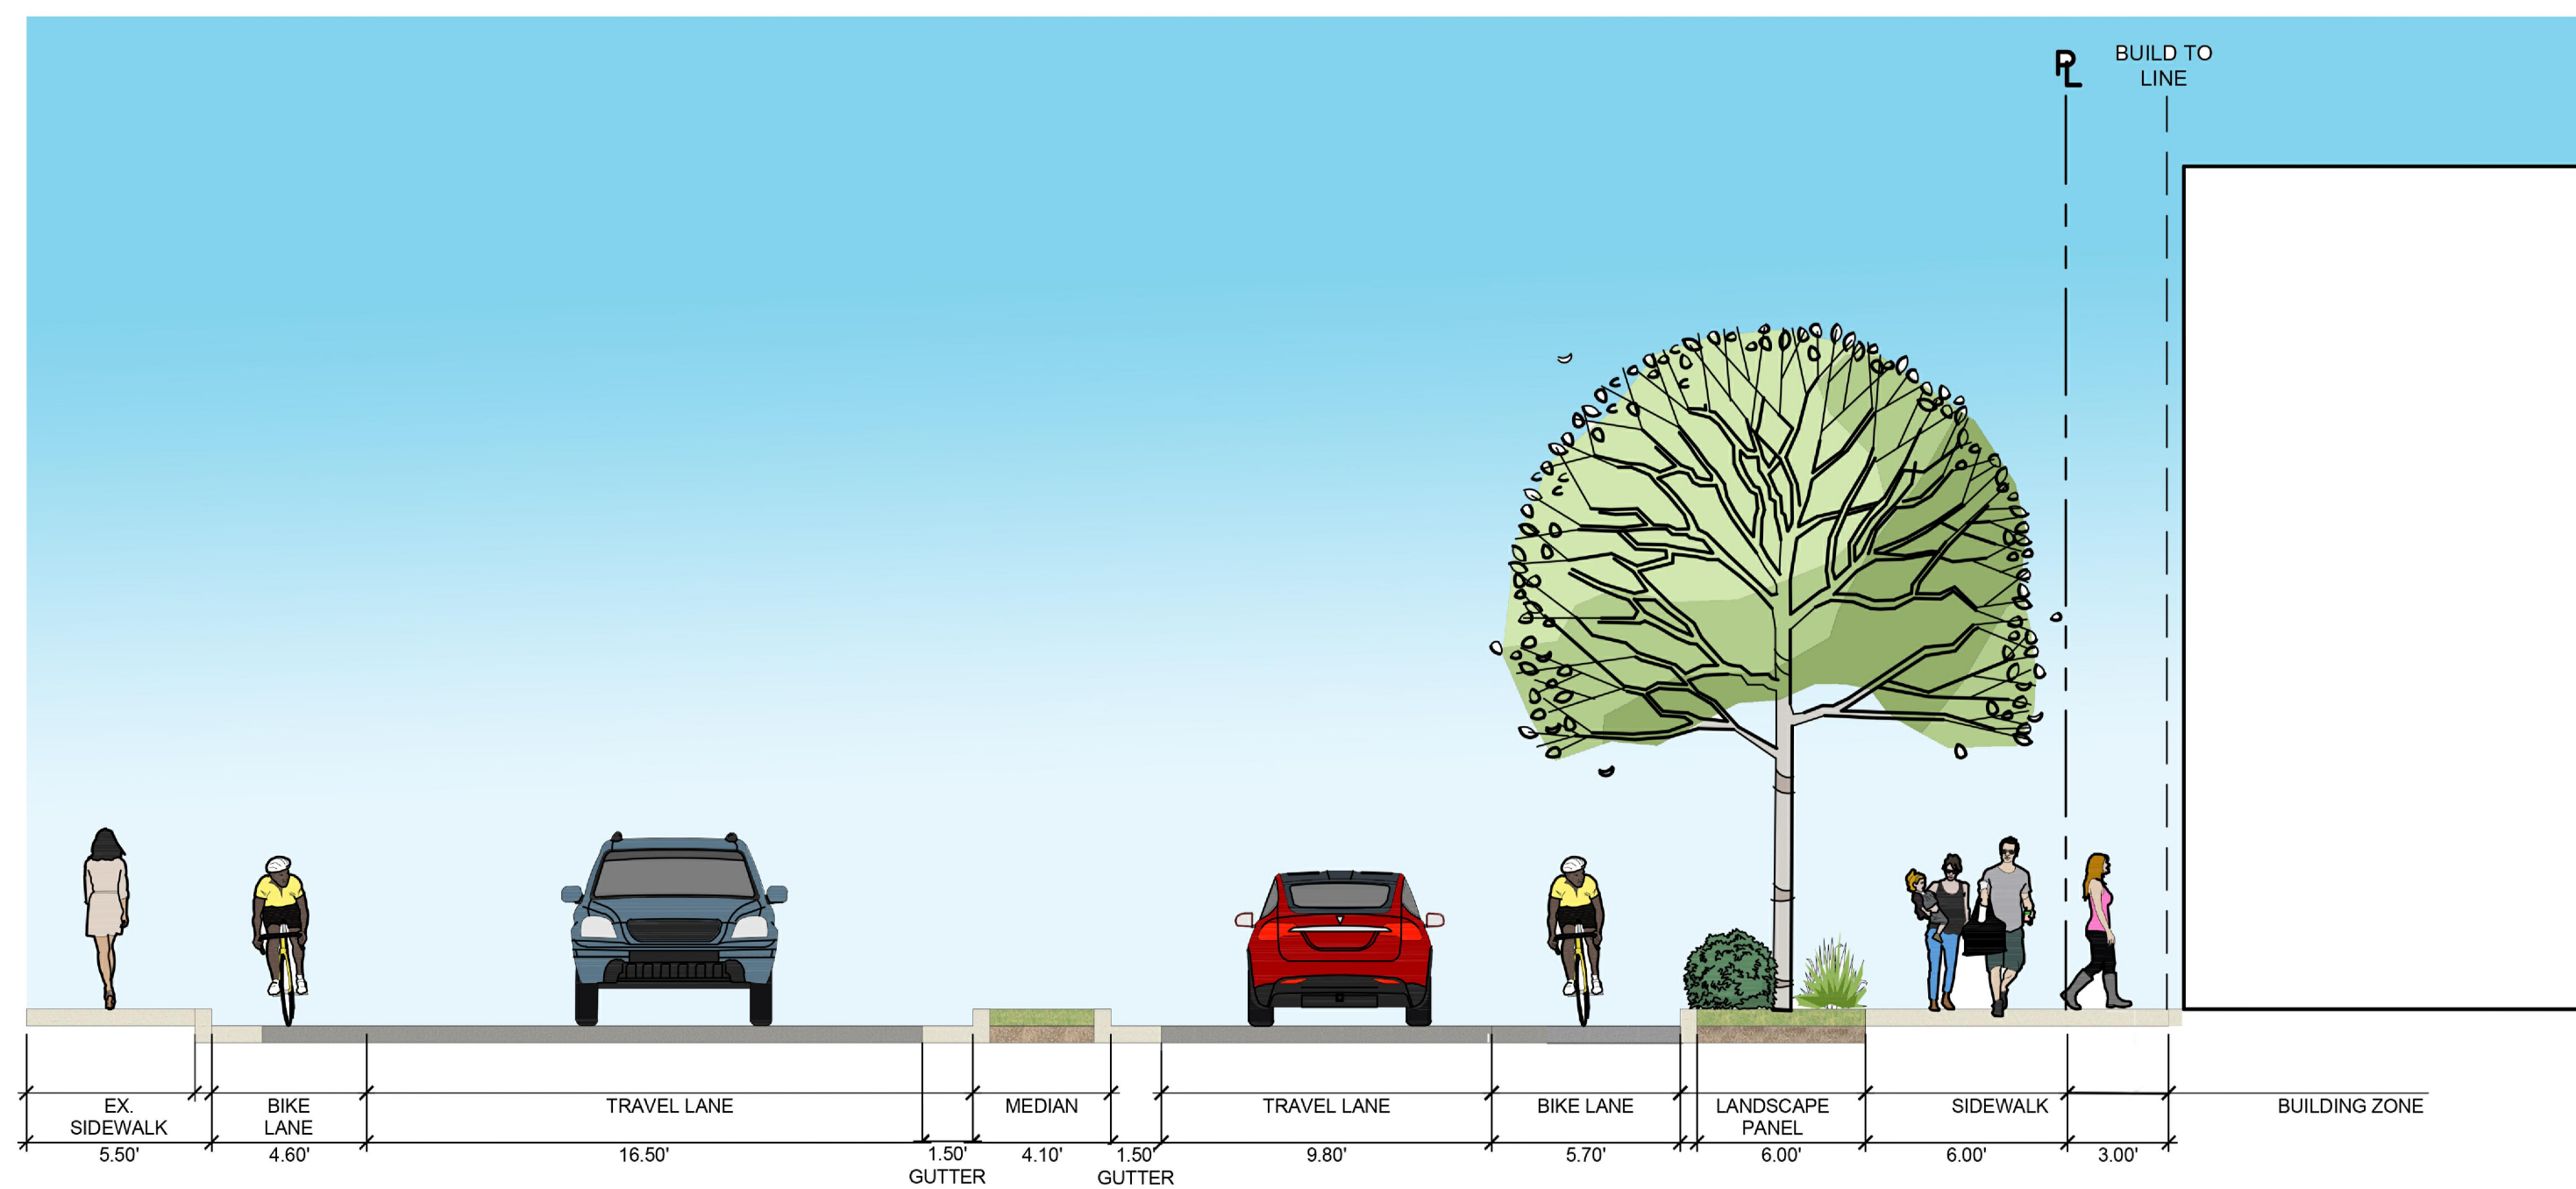 PL
BUILD TO
LINE
EX.
SIDEWALK
BIKE
LANE
TRAVEL LANE
MEDIAN
TRAVEL LANE
BIKE LANE
LANDSCAPE
PANEL
SIDEWALK
BUILDING ZONE
5.50'
4.60'
16.50'
1.50'
GUTTER
4.10'
1.50'
GUTTER
9.80'
5.70'
6.00'
6.00'
3.00'